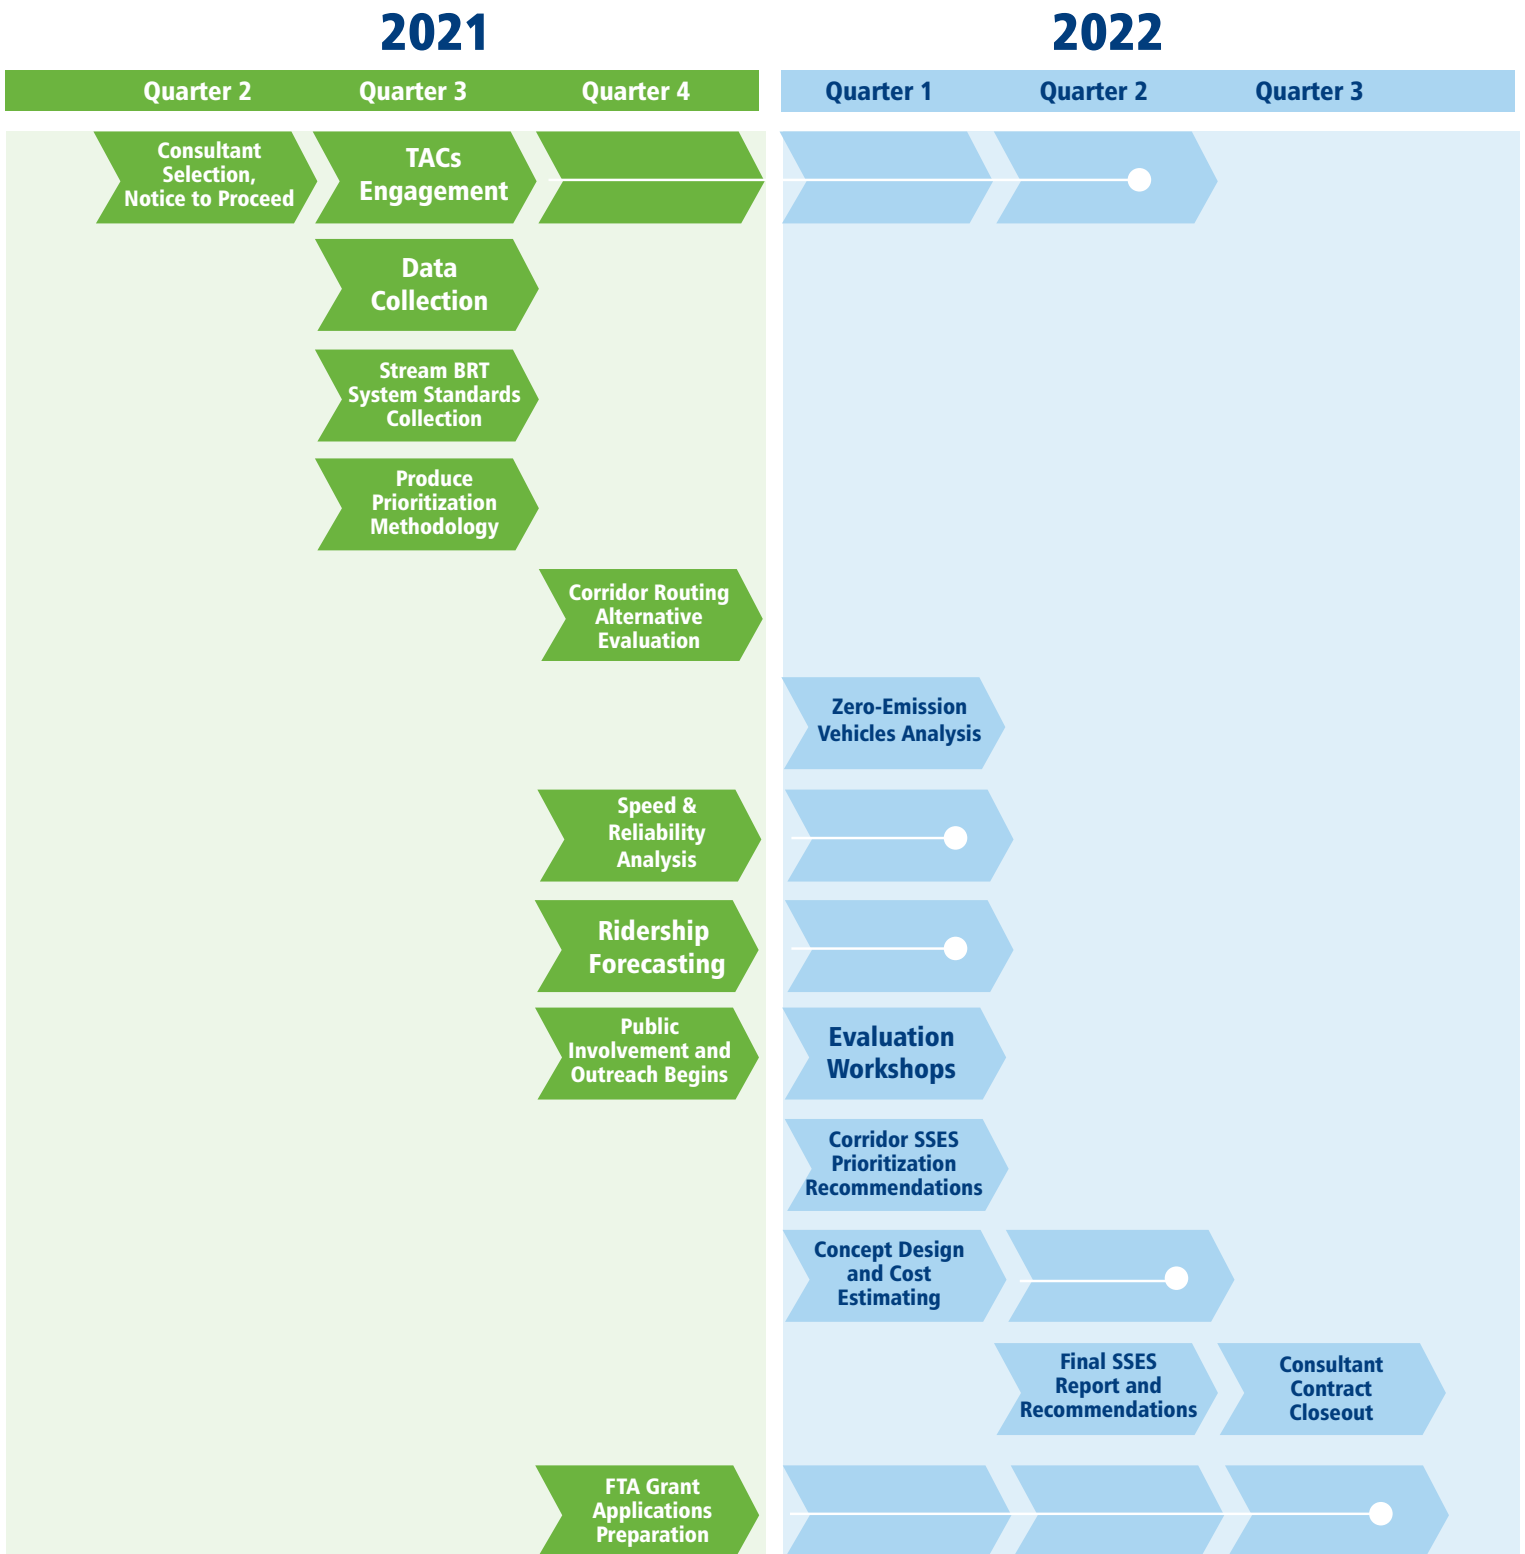 2021
2022
Quarter 2
Quarter 3
Quarter 4
Quarter 1
Quarter 2
Quarter 3
Consultant
Selection,
Notice to Proceed
TACs
Engagement
Data
Collection
Stream BRT
System Standards
Collection
Produce
Prioritization
Methodology
Corridor Routing
Alternative
Evaluation
Zero-Emission
Vehicles Analysis
Speed &
Reliability
Analysis
Ridership
Forecasting
Public
Involvement and
Outreach Begins
Evaluation
Workshops
Corridor SSES
Prioritization
Recommendations
Concept Design
and Cost
Estimating
Final SSES
Report and
Recommendations
Consultant
Contract
Closeout
FTA Grant
Applications
Preparation